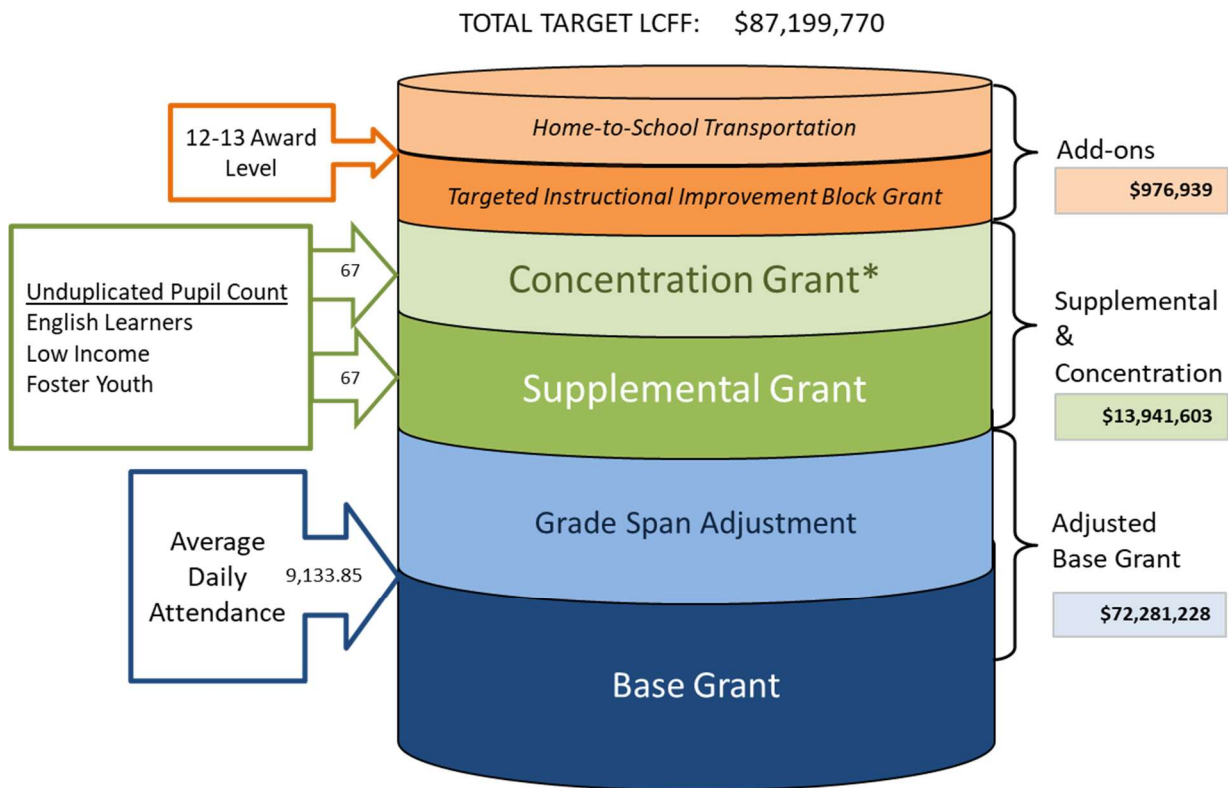 TOTAL TARGET LCFF: $87,199,770
12-13 Award
Level
Home-to-School Transportation
Targeted Instructional Improvement Block Grant
Add-ons
$976,939
Unduplicated Pupil Count
English Learners
Low Income
Foster Youth
67
67
Concentration Grant*
Supplemental Grant
Supplemental
&
Concentration
$13,941,603
Average
Daily
Attendance
9,133.85
Grade Span Adjustment
Base Grant
Adjusted
Base Grant
$72,281,228